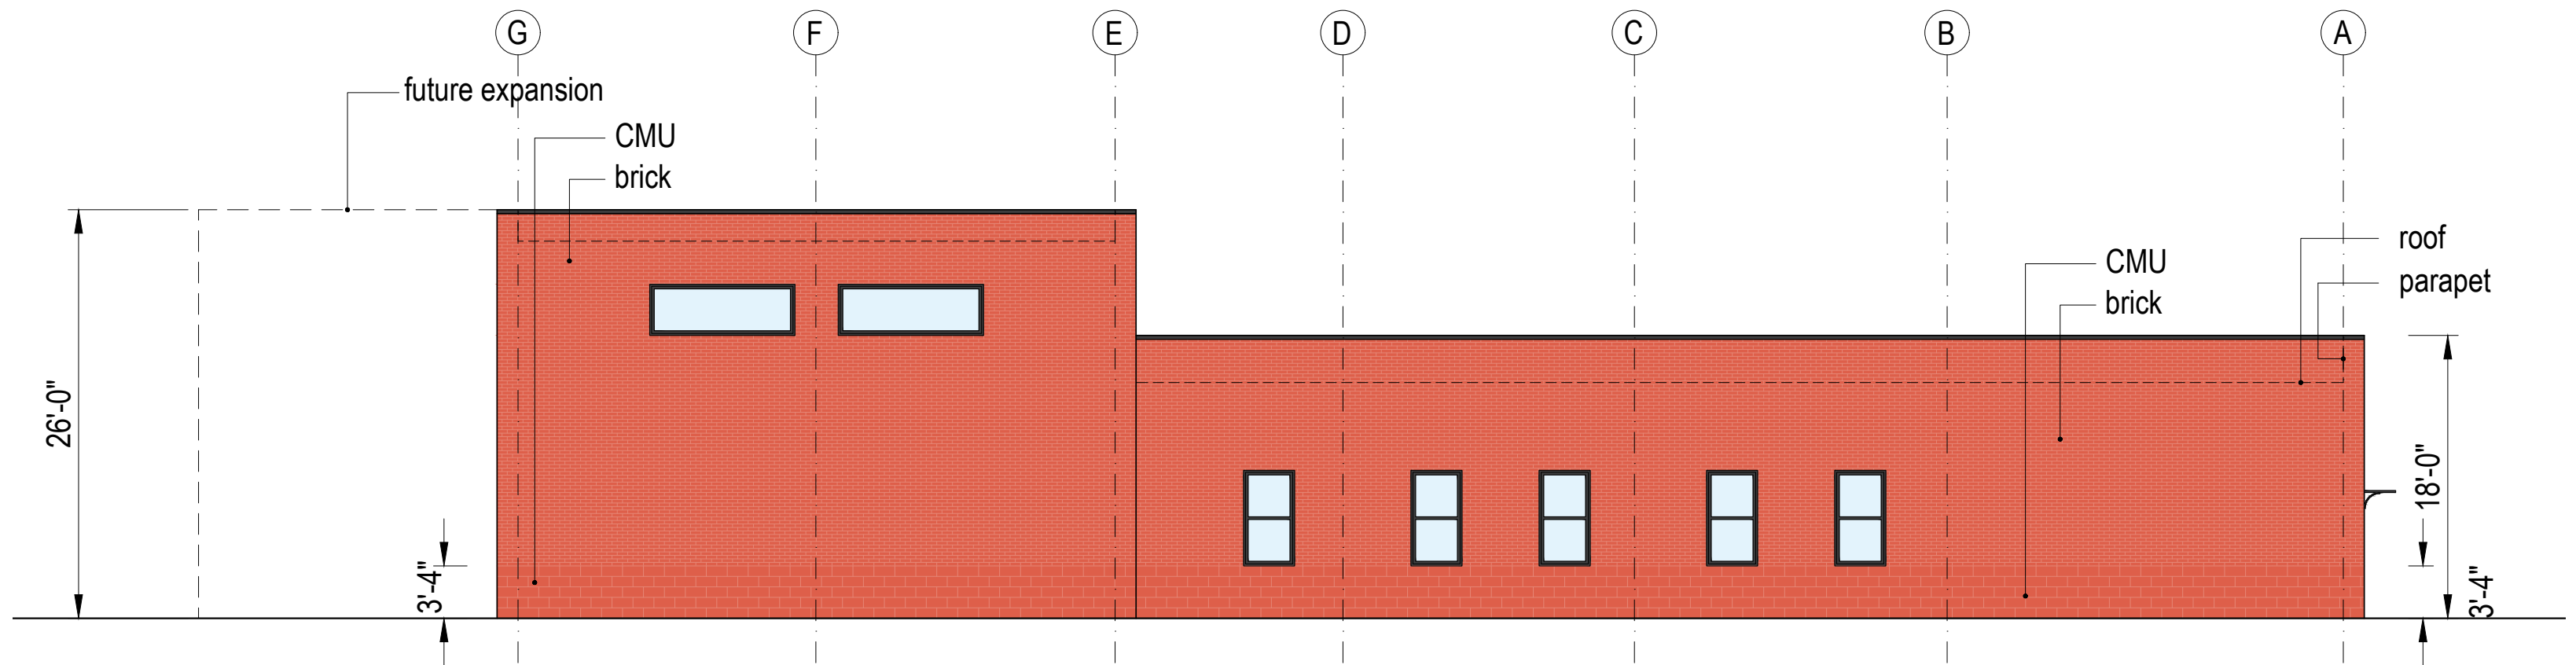 G
F
E
D
C
B
A
future expansion
CMU
brick
roof
CMU
parapet
brick
26'-0"
18'-0"
3'-4"
3'-4"